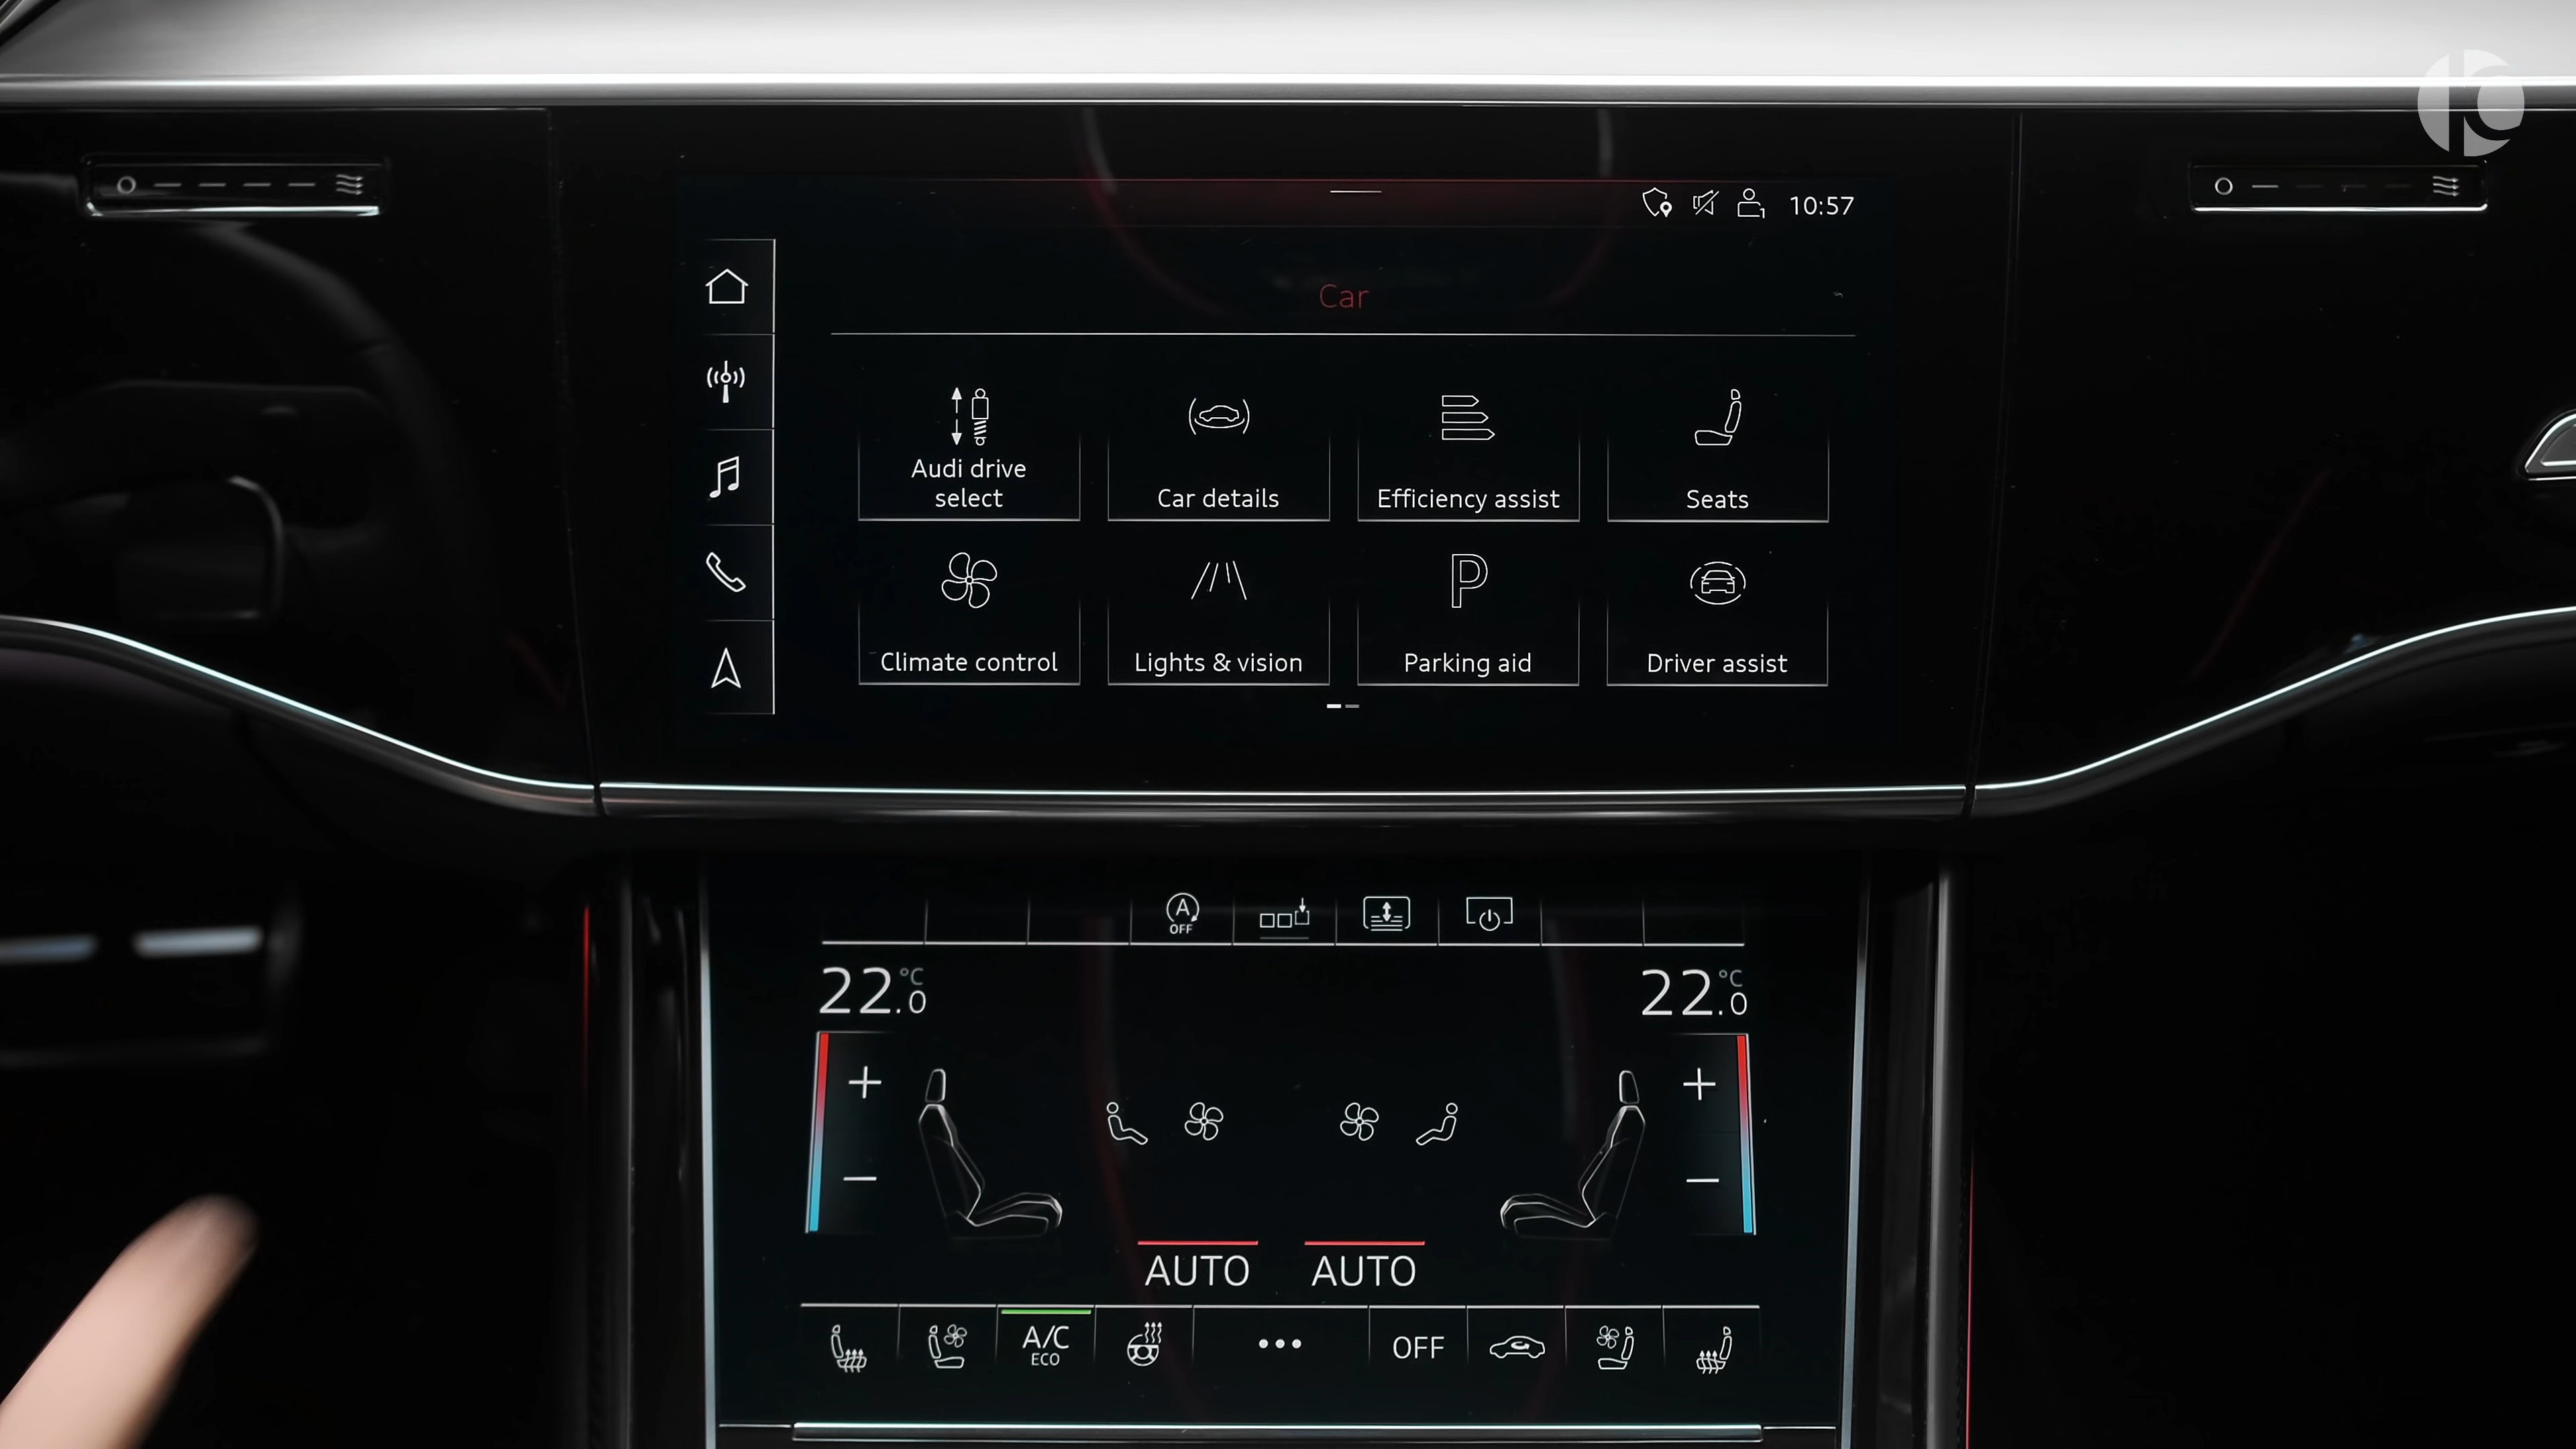 10:57
Car
Audi drive
select
Car details
Efficiency assist
Seats
Climate control
Lights & vision
P
Parking aid
Driver assist
A
OFF
22.0 °C
22.0 °C
+
+
−
−
AUTO
AUTO
A/C
ECO
•••
OFF